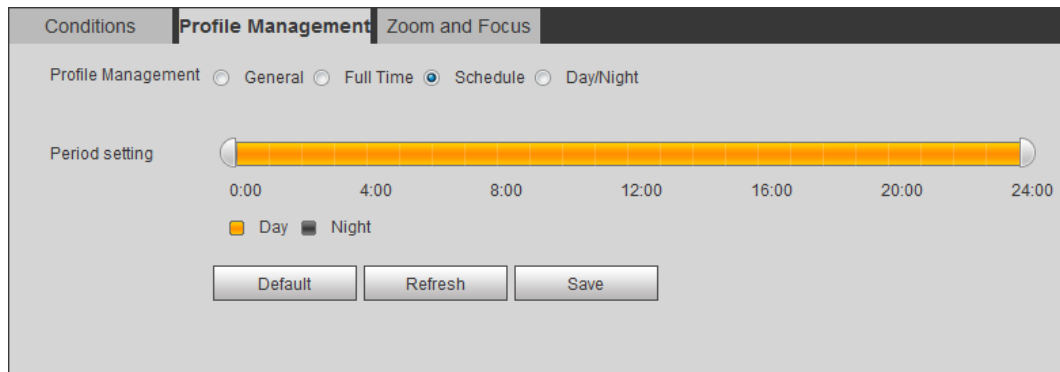 Conditions Profile Management Zoom and Focus
Profile Management General Full Time Schedule Day/Night
Period setting
0:00 4:00 8:00 12:00 16:00 20:00 24:00
Day Night
Default Refresh Save